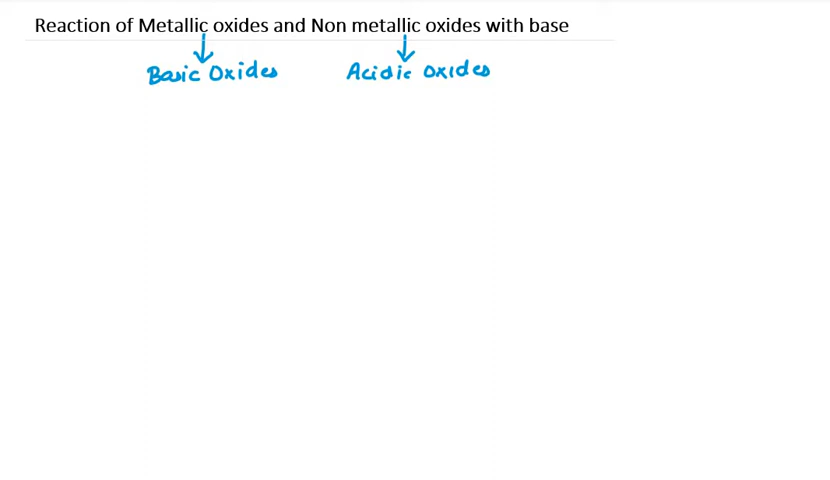 Reaction of Metallic oxides and Non metallic oxides with base
Basic Oxides Acidic Oxides